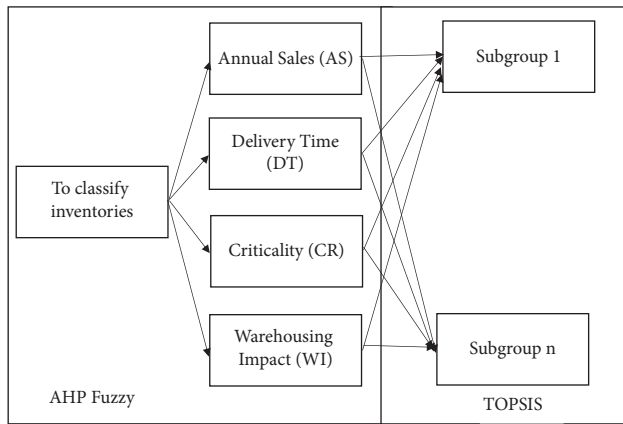 To classify
inventories
Annual Sales (AS)
Delivery Time
(DT)
Criticality (CR)
Warehousing
Impact (WI)
AHP Fuzzy
Subgroup 1
Subgroup n
TOPSIS